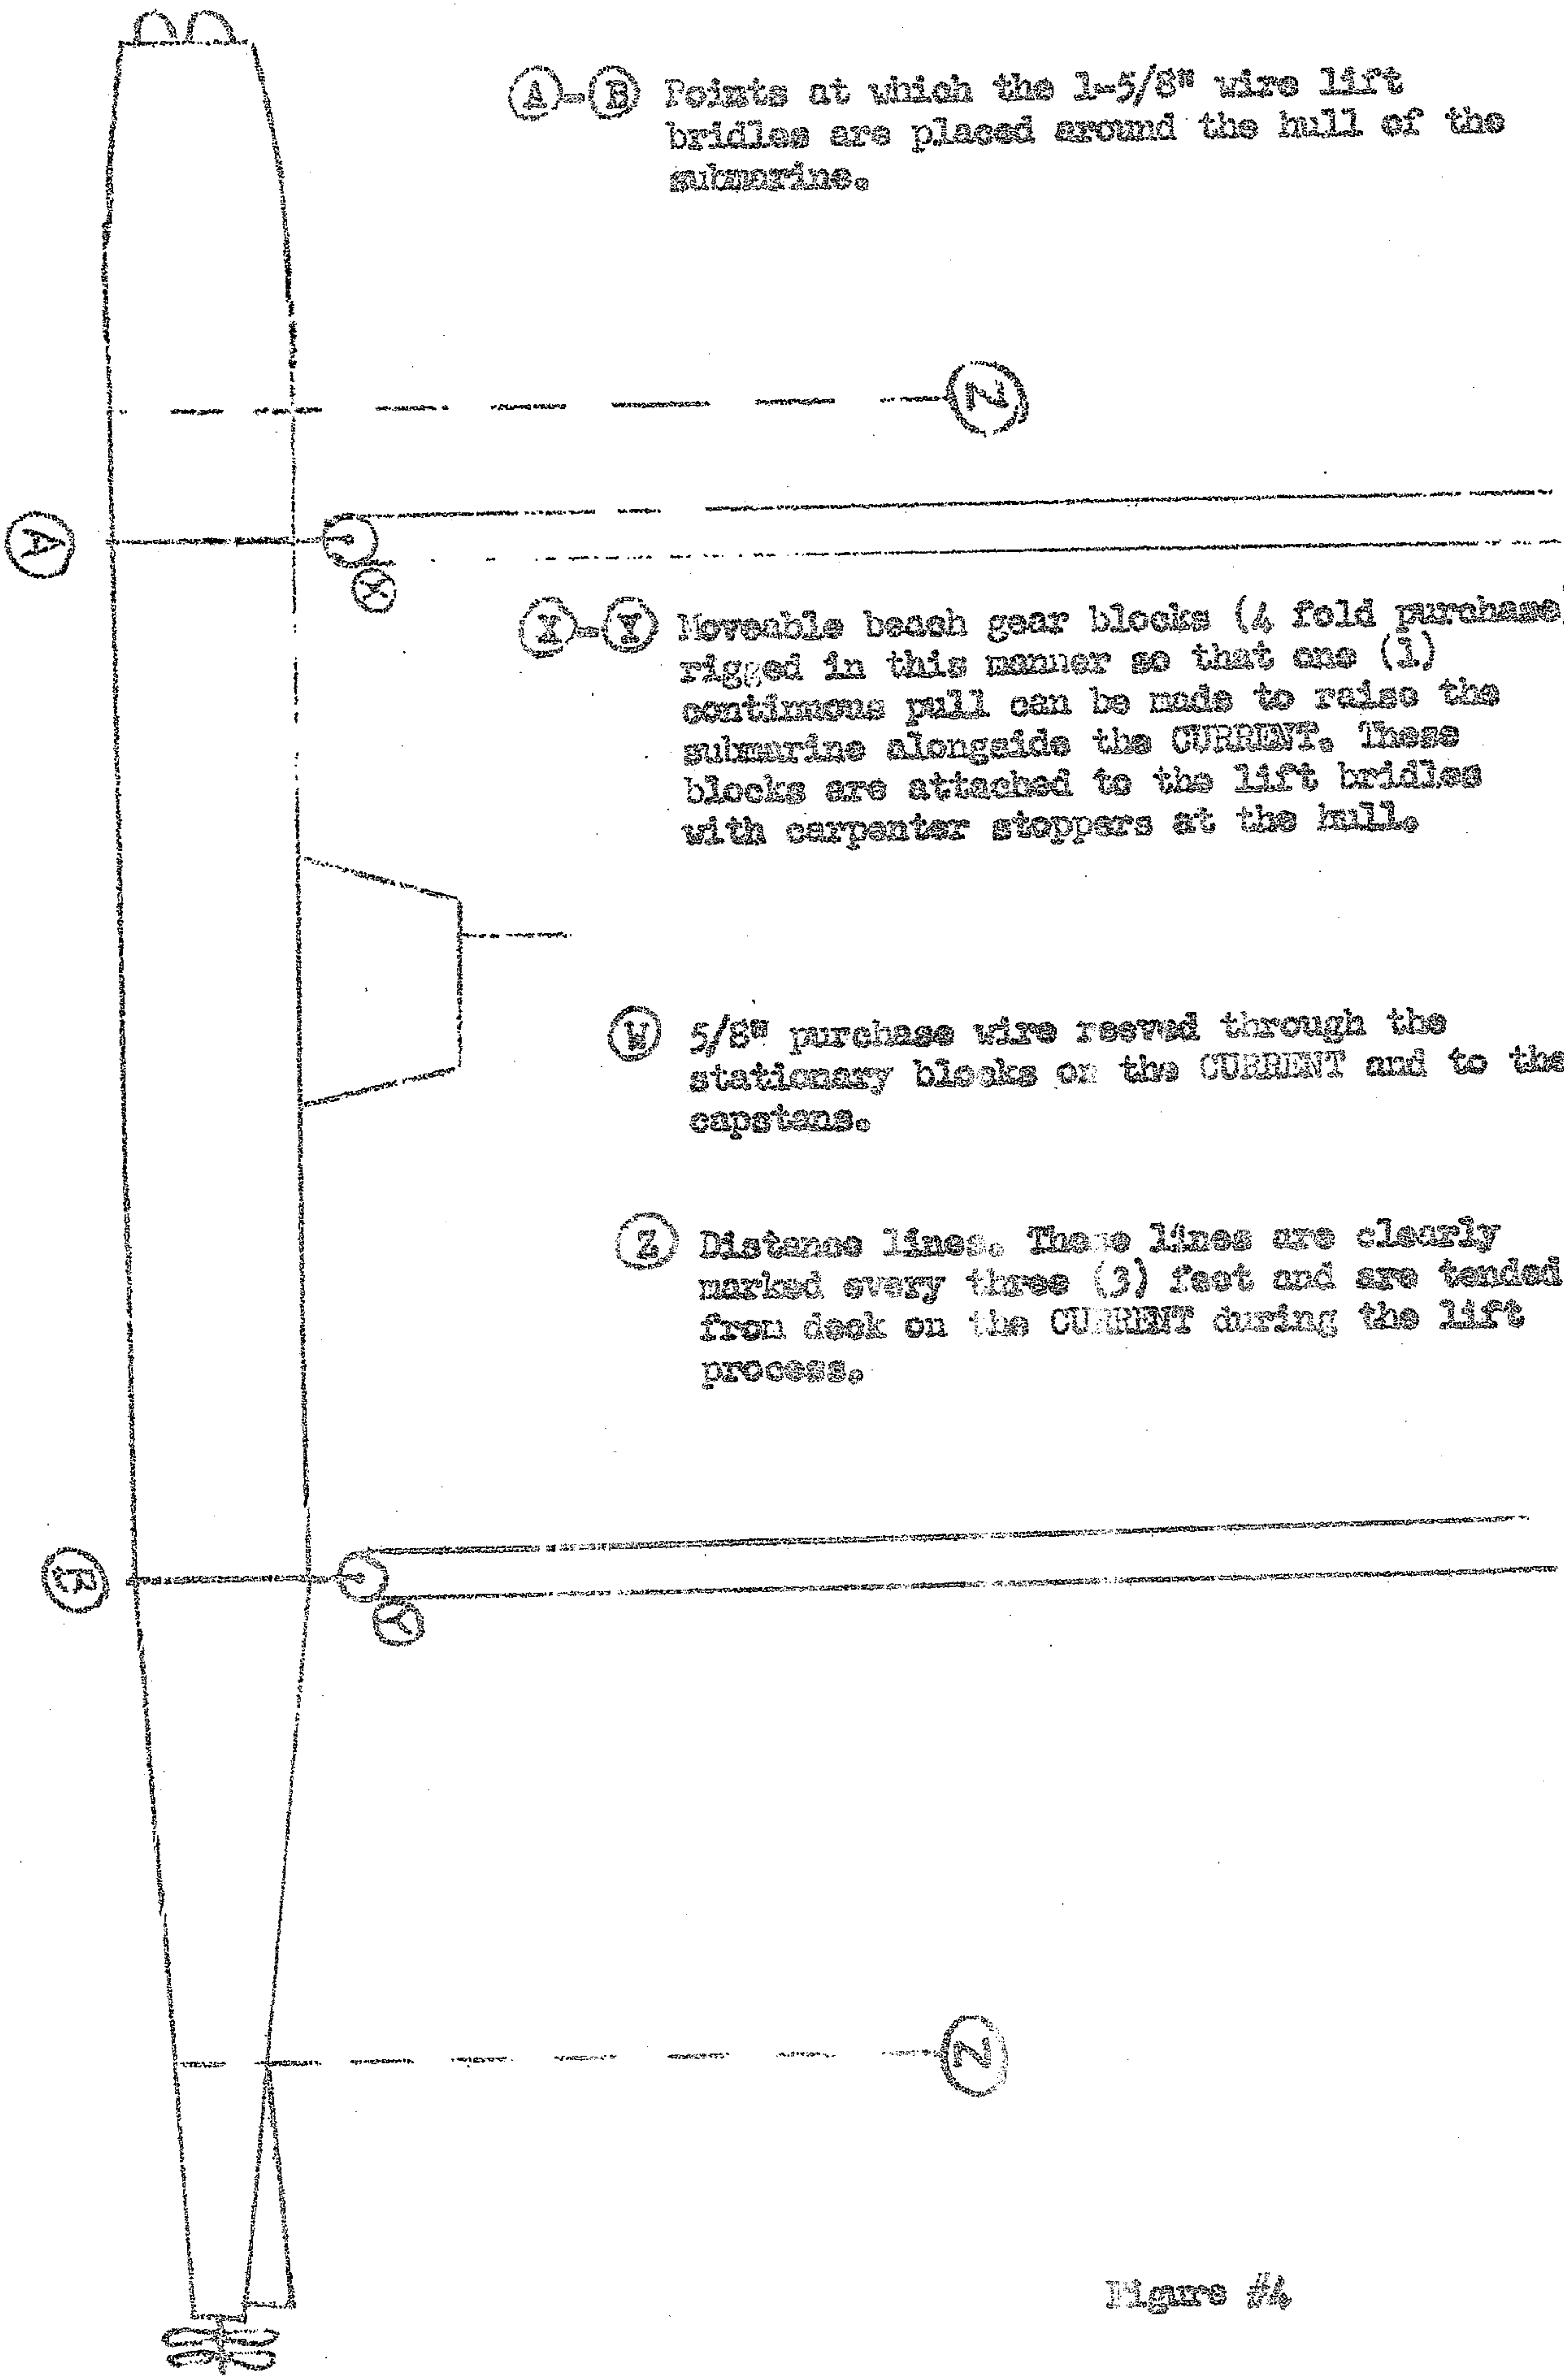 (A)-(B) Points at which the 1-5/8" wire lift
bridles are placed around the hull of the
submarine.
Z
A
X
(X)-(Y) Moveable beach gear blocks (4 fold purchase)
rigged in this manner so that one (1)
continuous pull can be made to raise the
submarine alongside the CURRENT. These
blocks are attached to the lift bridles
with carpenter stoppers at the hull.
(W) 5/8" purchase wire reeved through the
stationary blocks on the CURRENT and to the
capstans.
(Z) Distance lines. These lines are clearly
marked every three (3) feet and are tended
from deck on the CURRENT during the lift
process.
B
Y
Z
Figure #4